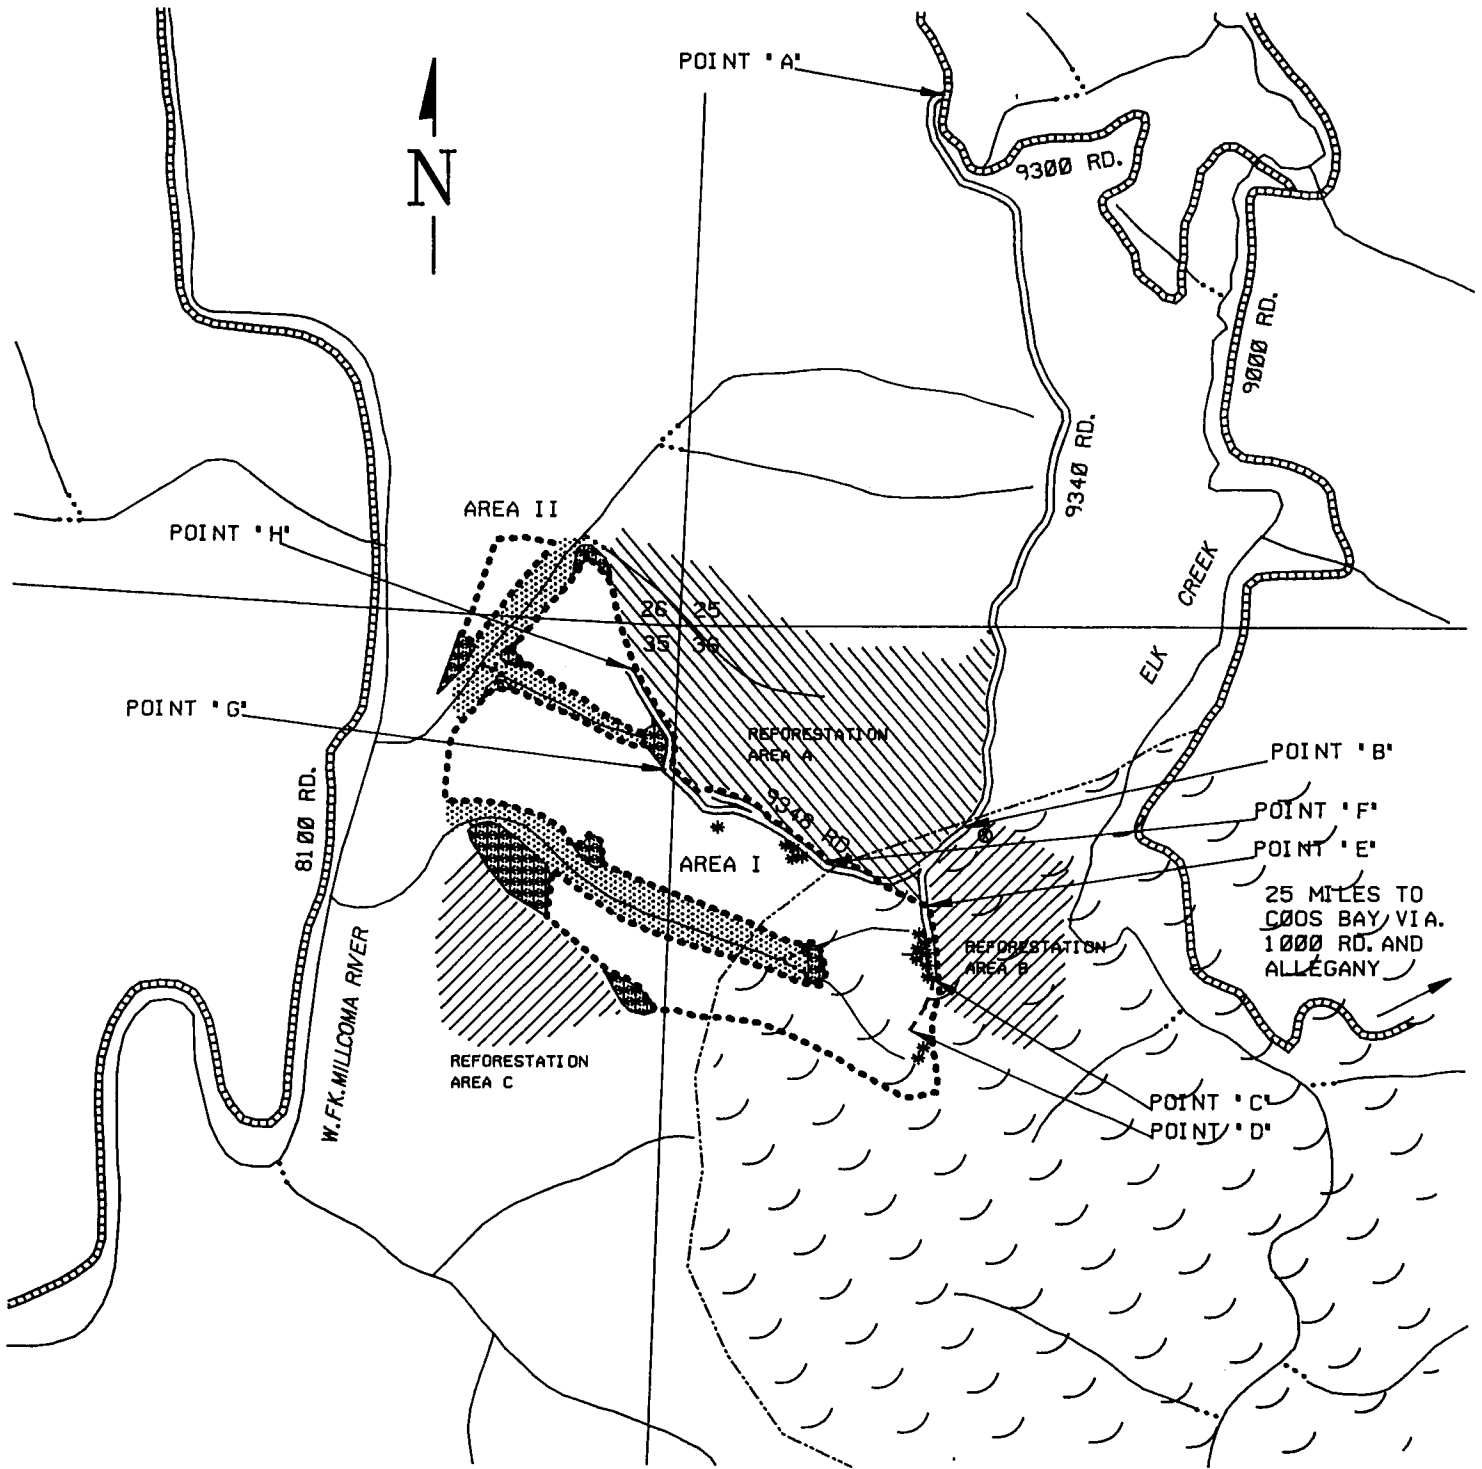 POINT "A"
N
9300 RD.
9000 RD.
9340 RD.
AREA II
POINT "H"
CREEK
ELK
26 25
35 36
POINT "G"
REFORESTATION
AREA A
POINT "B"
8100 RD.
9348 RD.
POINT "F"
AREA I
POINT "E"
25 MILES TO
COOS BAY VIA.
1000 RD. AND
ALLEGANY
REFORESTATION
AREA B
W.FK.MILLCOMA RIVER
REFORESTATION
AREA C
POINT "C"
POINT "D"